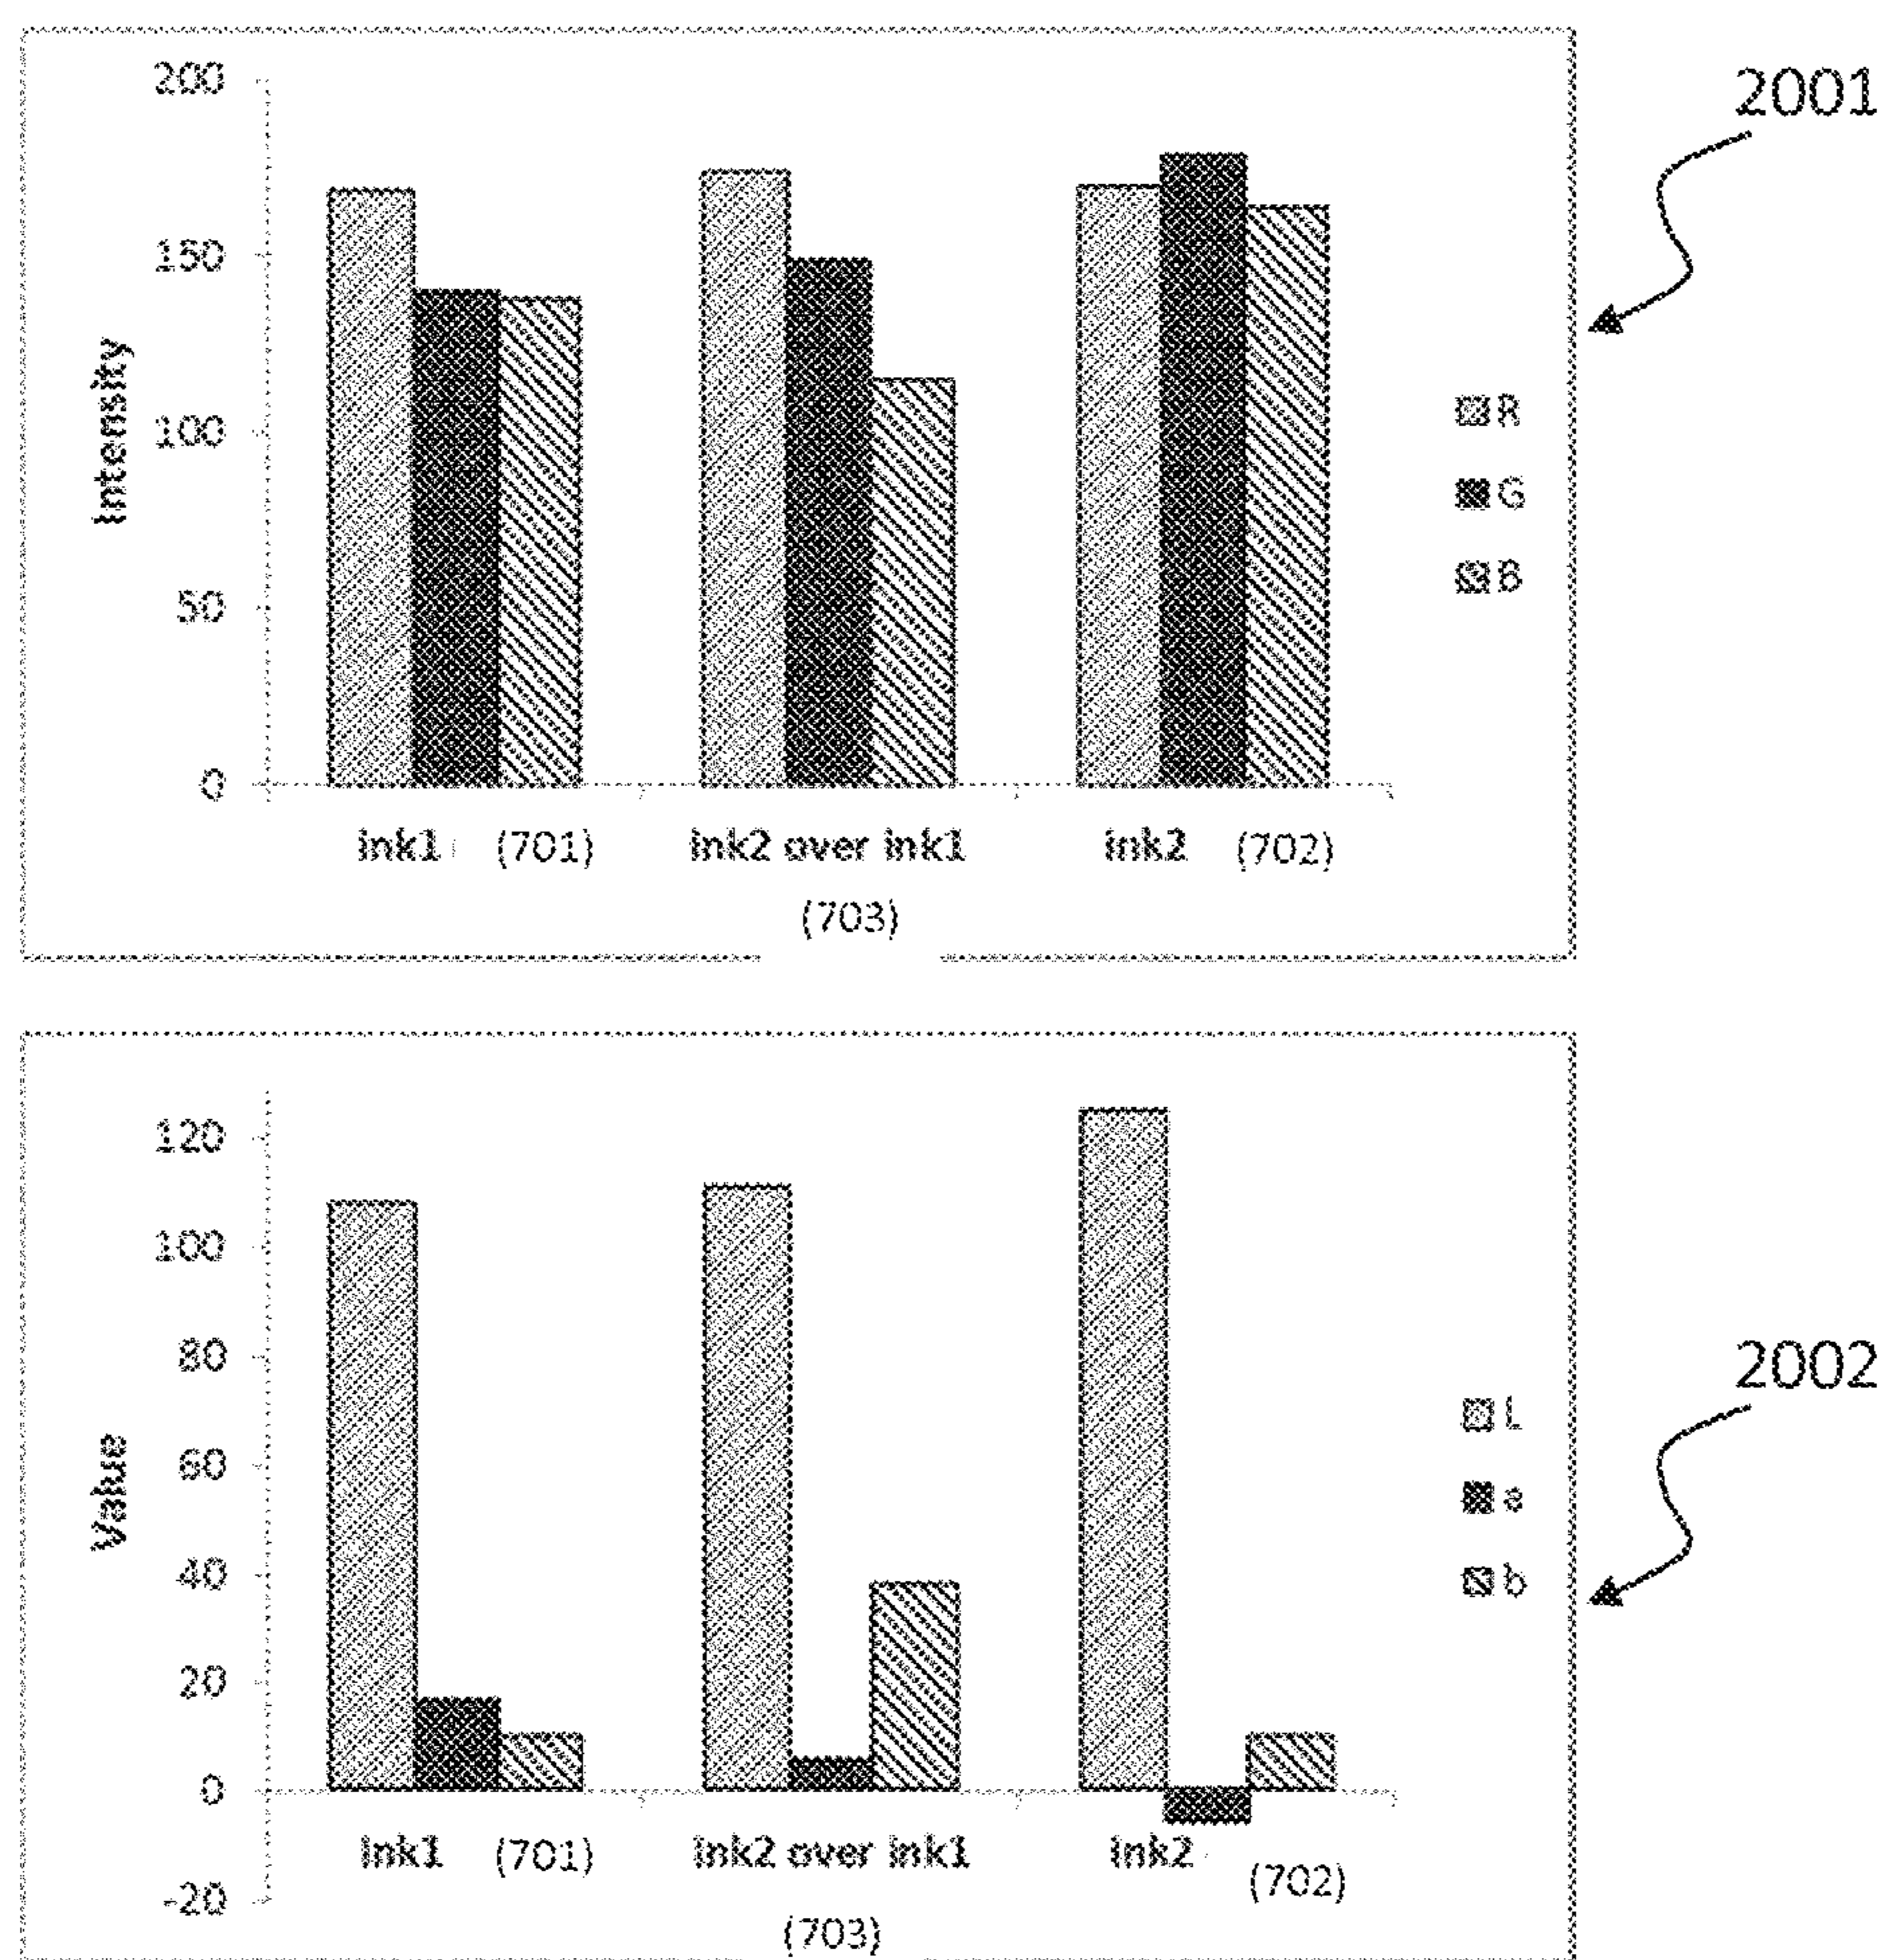 200
150
100
50
0
Intensity
ink1 (701)
ink2 over ink1
(703)
ink2 (702)
R
G
B
2001
120
100
80
60
40
20
0
-20
Value
ink1 (701)
ink2 over ink1
(703)
ink2
(702)
L
a
b
2002